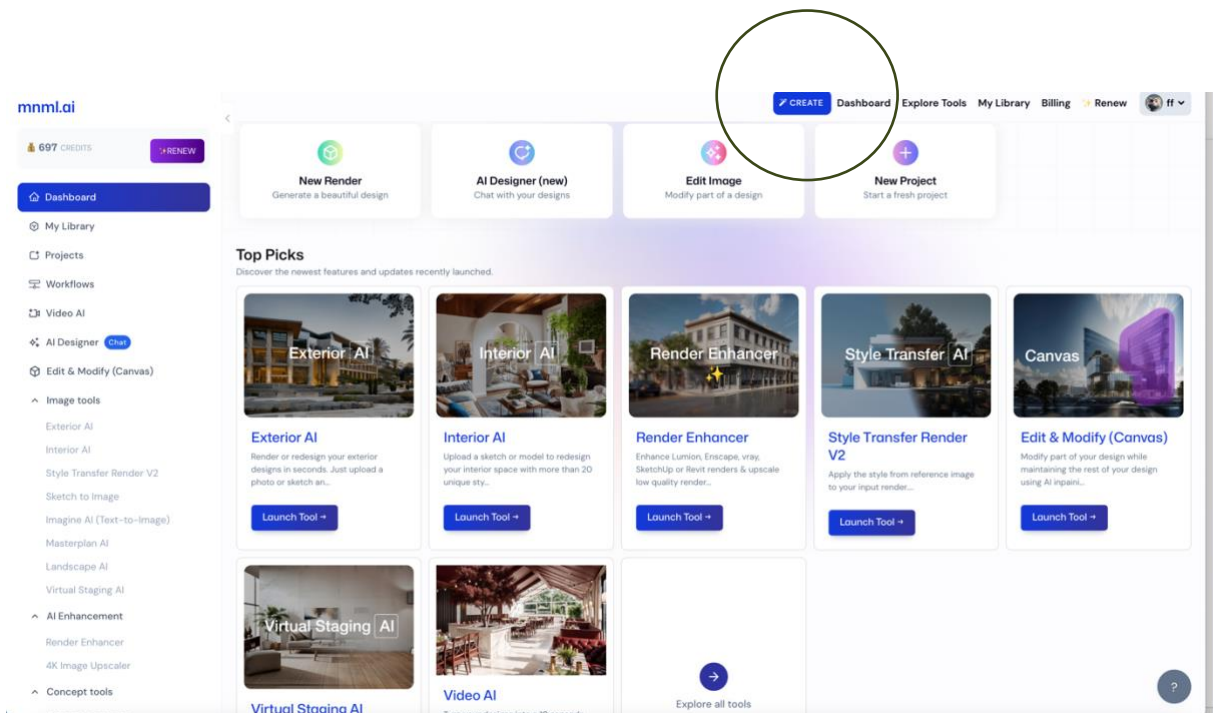 mnml.ai
697 CREDITS
RENEW
Dashboard
My Library
Projects
Workflows
Video AI
AI Designer Chat
Edit & Modify (Canvas)
Image tools
Exterior AI
Interior AI
Style Transfer Render V2
Sketch to Image
Imagine AI (Text-to-Image)
Masterplan AI
Landscape AI
Virtual Staging AI
AI Enhancement
Render Enhancer
4K Image Upscaler
Concept tools
CREATE Dashboard Explore Tools My Library Billing Renew ff
New Render
Generate a beautiful design
AI Designer (new)
Chat with your designs
Edit Image
Modify part of a design
New Project
Start a fresh project
Top Picks
Discover the newest features and updates recently launched.
Exterior AI
Exterior AI
Render or redesign your exterior
designs in seconds. Just upload a
photo or sketch an...
Launch Tool →
Interior AI
Interior AI
Upload a sketch or model to redesign
your interior space with more than 20
unique sty...
Launch Tool →
Render Enhancer
Render Enhancer
Enhance Lumion, Enscape, vray,
SketchUp or Revit renders & upscale
low quality render...
Launch Tool →
Style Transfer AI
Style Transfer Render
V2
Apply the style from reference image
to your input render...
Launch Tool →
Canvas
Edit & Modify (Canvas)
Modify part of your design while
maintaining the rest of your design
using AI inpaini...
Launch Tool →
Virtual Staging AI
Virtual Staging AI
Video AI
Explore all tools
?